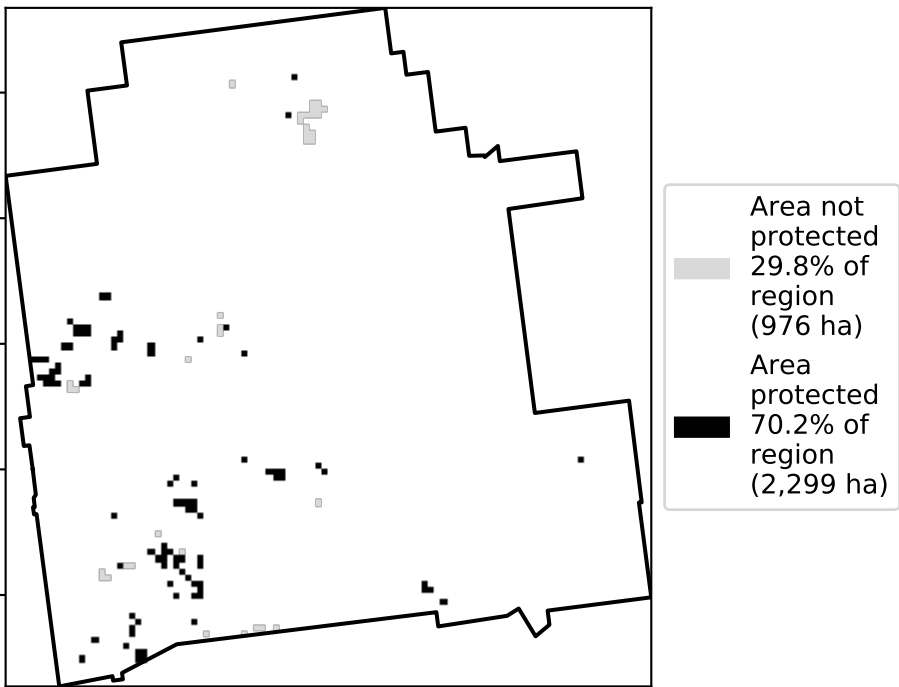 Area not
protected
29.8% of
region
(976 ha)
Area
protected
70.2% of
region
(2,299 ha)